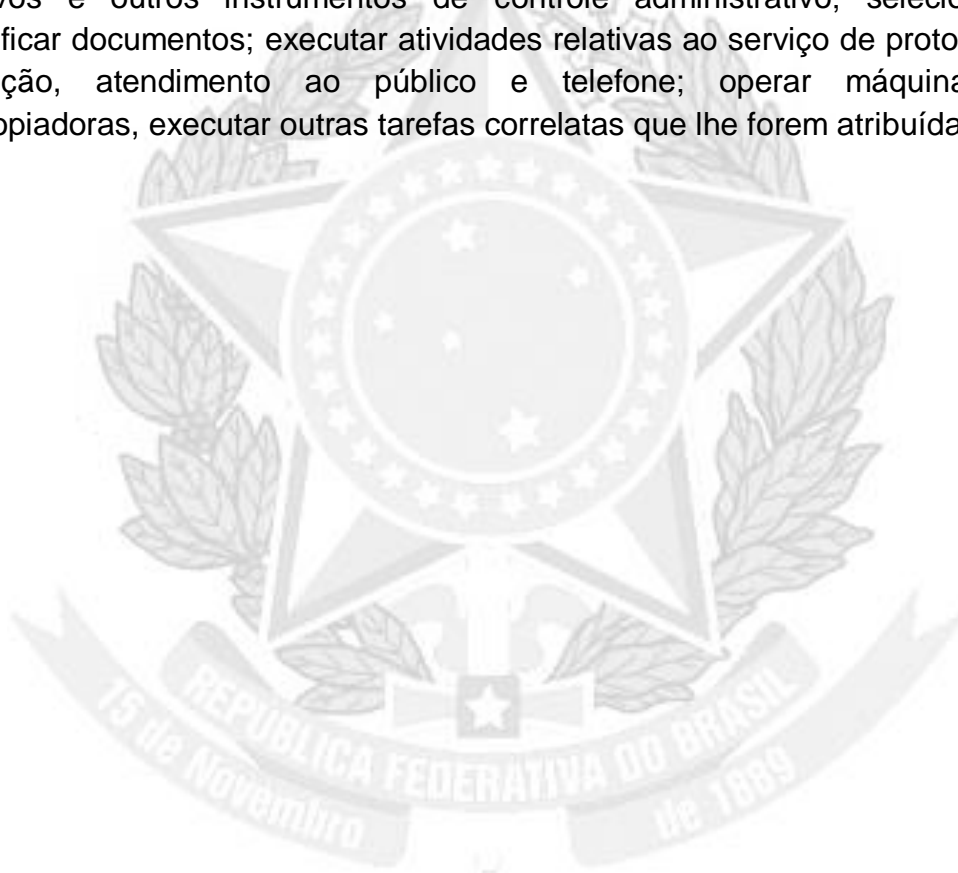 vos e outros instrumentos de controle administrativo; selecio
ificar documentos; executar atividades relativas ao serviço de proto
ção, atendimento ao público e telefone; operar máquina
opiadoras, executar outras tarefas correlatas que lhe forem atribuída
REPÚBLICA FEDERATIVA DO BRASIL
15 de Novembro de 1889